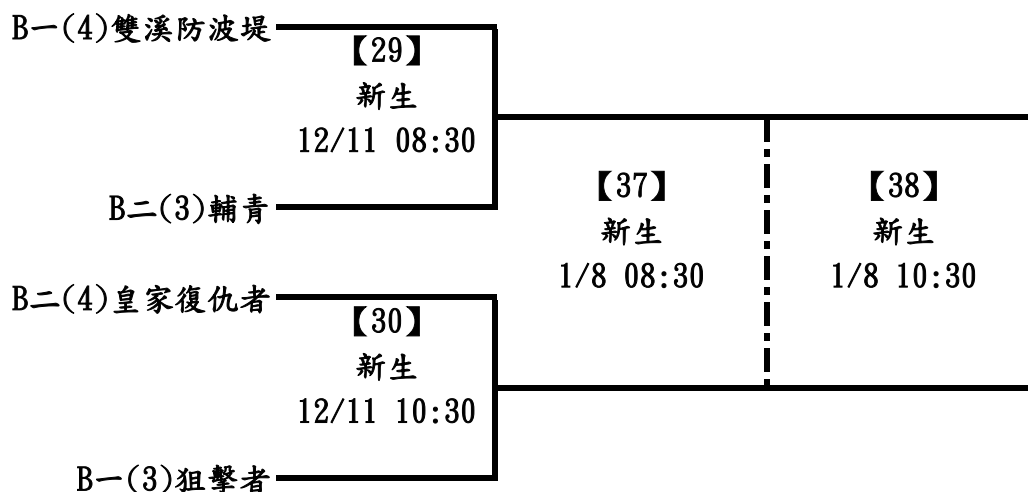 B一(4)雙溪防波堤
【29】
新生
12/11 08:30
B二(3)輔青
B二(4)皇家復仇者
【30】
新生
12/11 10:30
B一(3)狙擊者
【37】
新生
1/8 08:30
【38】
新生
1/8 10:30